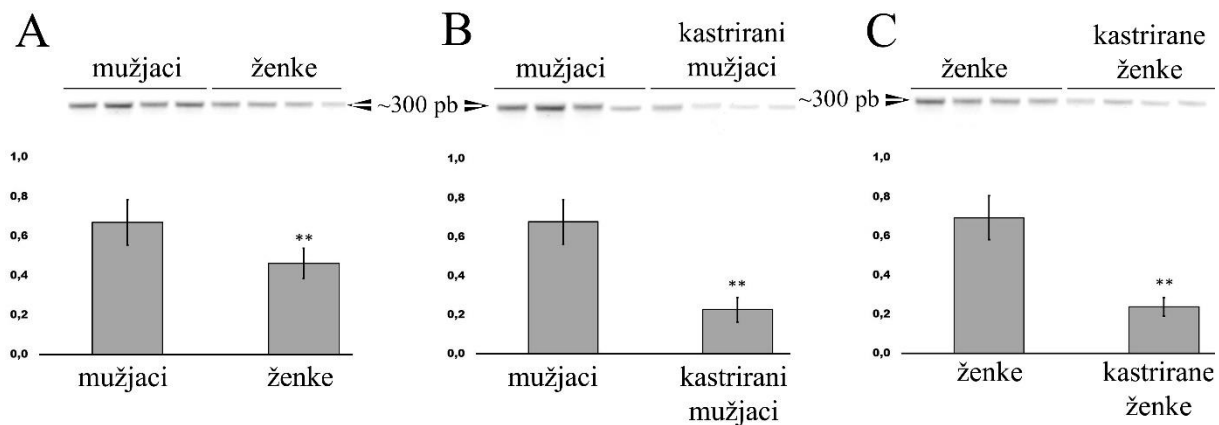 A
mužjaci
ženke
~300 pb
1,0
0,8
0,6
0,4
0,2
0,0
**
mužjaci
ženke
B
mužjaci
kastrirani
mužjaci
1,0
0,8
0,6
0,4
0,2
0,0
**
mužjaci
kastrirani
mužjaci
C
ženke
kastrirane
ženke
~300 pb
1,0
0,8
0,6
0,4
0,2
0,0
**
ženke
kastrirane
ženke